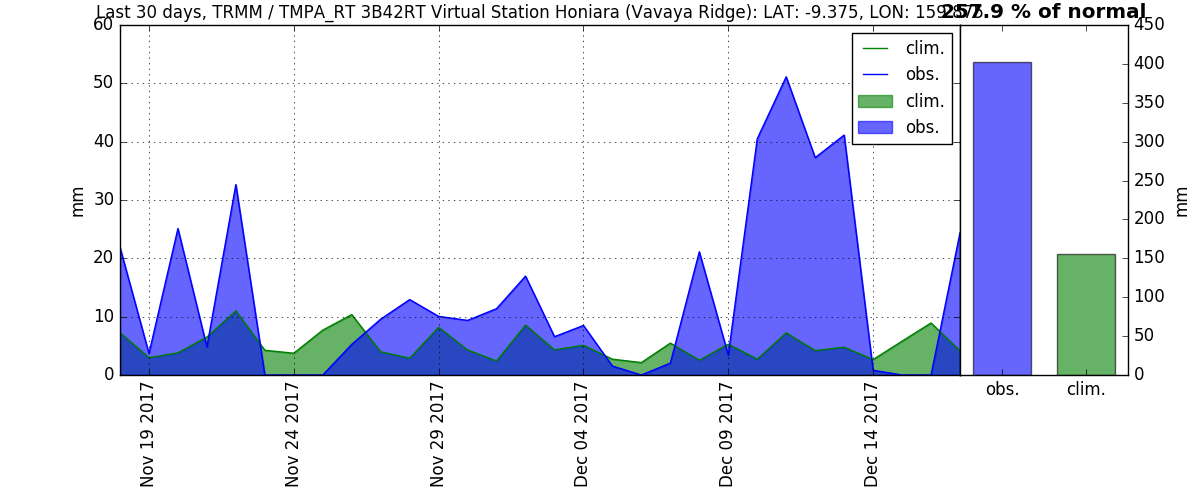 Last 30 days, TRMM / TMPA_RT 3B42RT Virtual Station Honiara (Vavaya Ridge): LAT: -9.375, LON: 159.875
257.9 % of normal
60
50
40
30
20
10
0
mm
clim.
obs.
clim.
obs.
450
400
350
300
250
200
150
100
50
0
mm
obs.
clim.
Nov 19 2017
Nov 24 2017
Nov 29 2017
Dec 04 2017
Dec 09 2017
Dec 14 2017